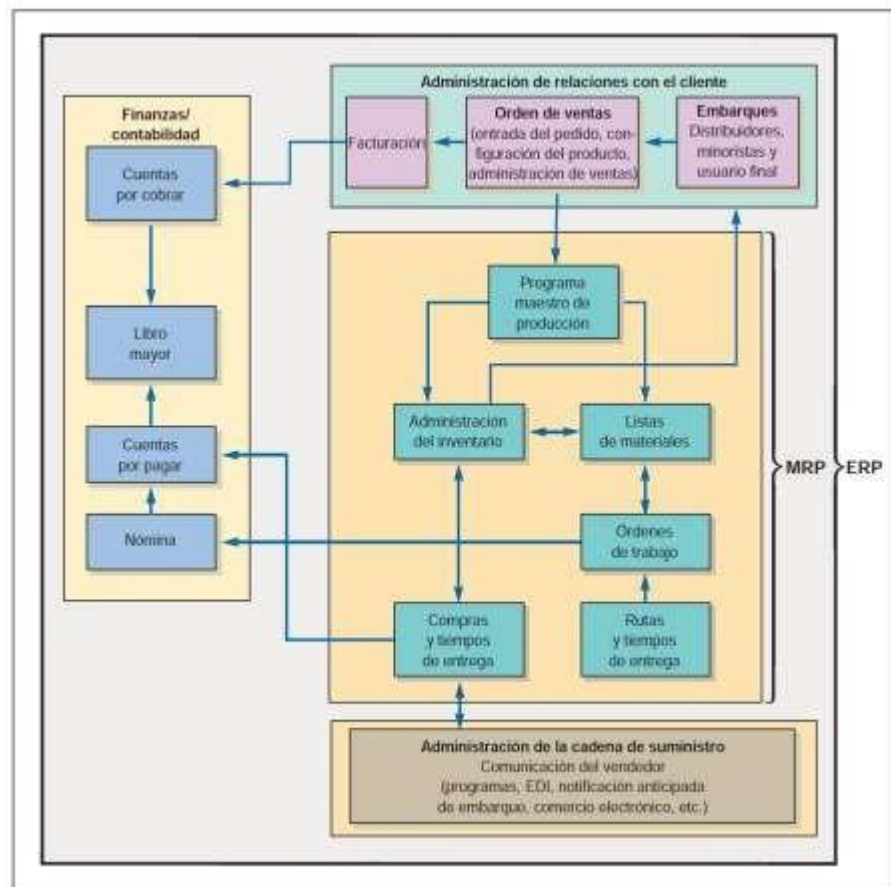 Administración de relaciones con el cliente
Finanzas/
contabilidad
Facturación
Orden de ventas
(entrada del pedido, con-
figuración del producto,
administración de ventas)
Embarques
Distribuidores,
minoristas y
usuario final
Cuentas
por cobrar
Programa
maestro de
producción
Libro
mayor
Administración
del inventario
Listas
de materiales
Cuentas
por pagar
MRP
ERP
Nómina
Órdenes
de trabajo
Compras
y tiempos
de entrega
Rutas
y tiempos
de entrega
Administración de la cadena de suministro
Comunicación del vendedor
(programas, EDI, notificación anticipada
de embarque, comercio electrónico, etc.)